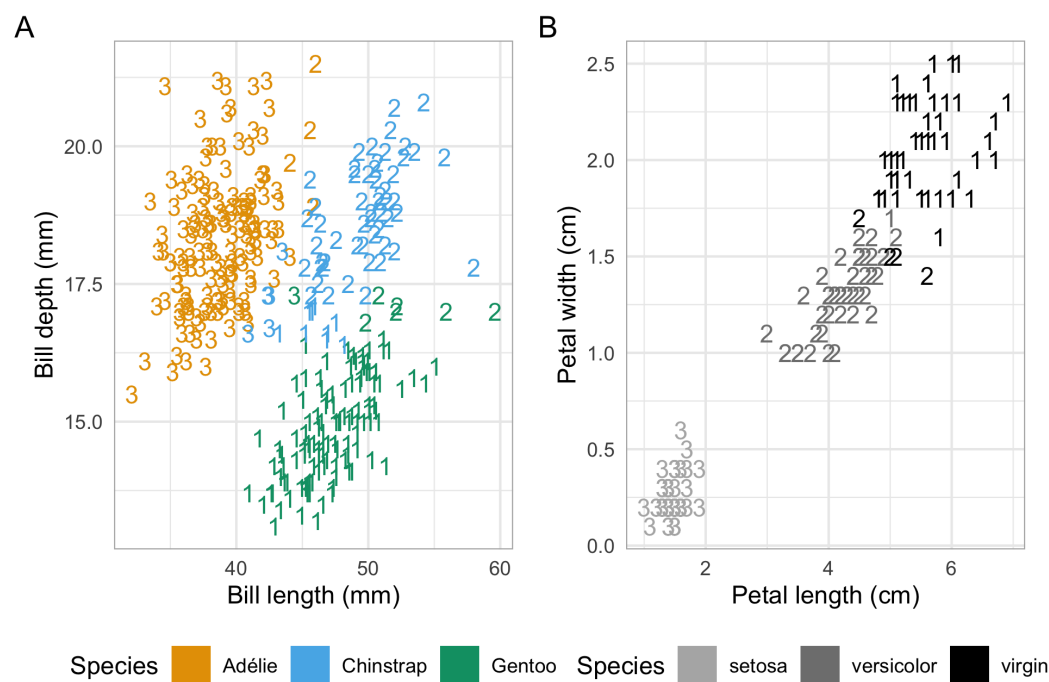 A
B
Bill depth (mm)
20.0
17.5
15.0
40
50
60
Bill length (mm)
Petal width (cm)
2.5
2.0
1.5
1.0
0.5
0.0
2
4
6
Petal length (cm)
Species Adélie Chinstrap Gentoo
Species setosa versicolor virgin